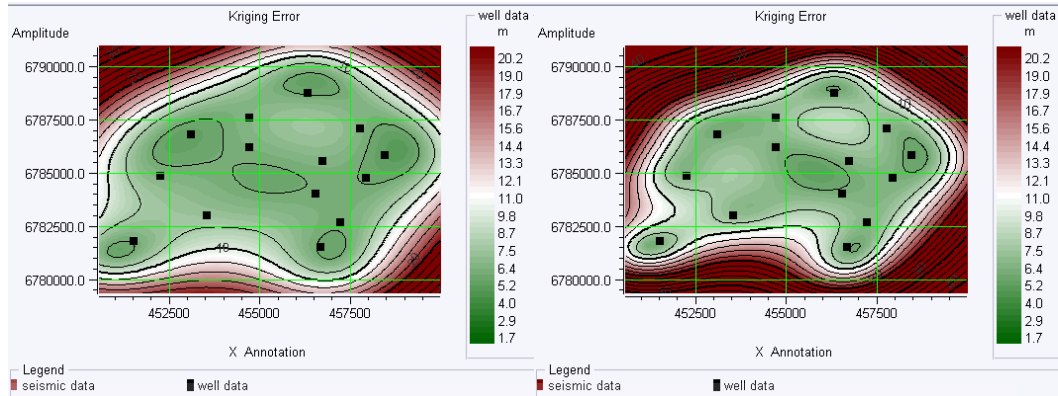 Kriging Error
well data
m
Amplitude
6790000.0
6787500.0
6785000.0
6782500.0
6780000.0
20.2
19.0
17.9
16.7
15.6
14.4
13.3
12.1
11.0
9.8
8.7
7.5
6.4
5.2
4.0
2.9
1.7
10
452500 455000 457500
X Annotation
Legend
seismic data well data
Kriging Error
well data
m
Amplitude
6790000.0
6787500.0
6785000.0
6782500.0
6780000.0
20.2
19.0
17.9
16.7
15.6
14.4
13.3
12.1
11.0
9.8
8.7
7.5
6.4
5.2
4.0
2.9
1.7
10
452500 455000 457500
X Annotation
Legend
seismic data well data